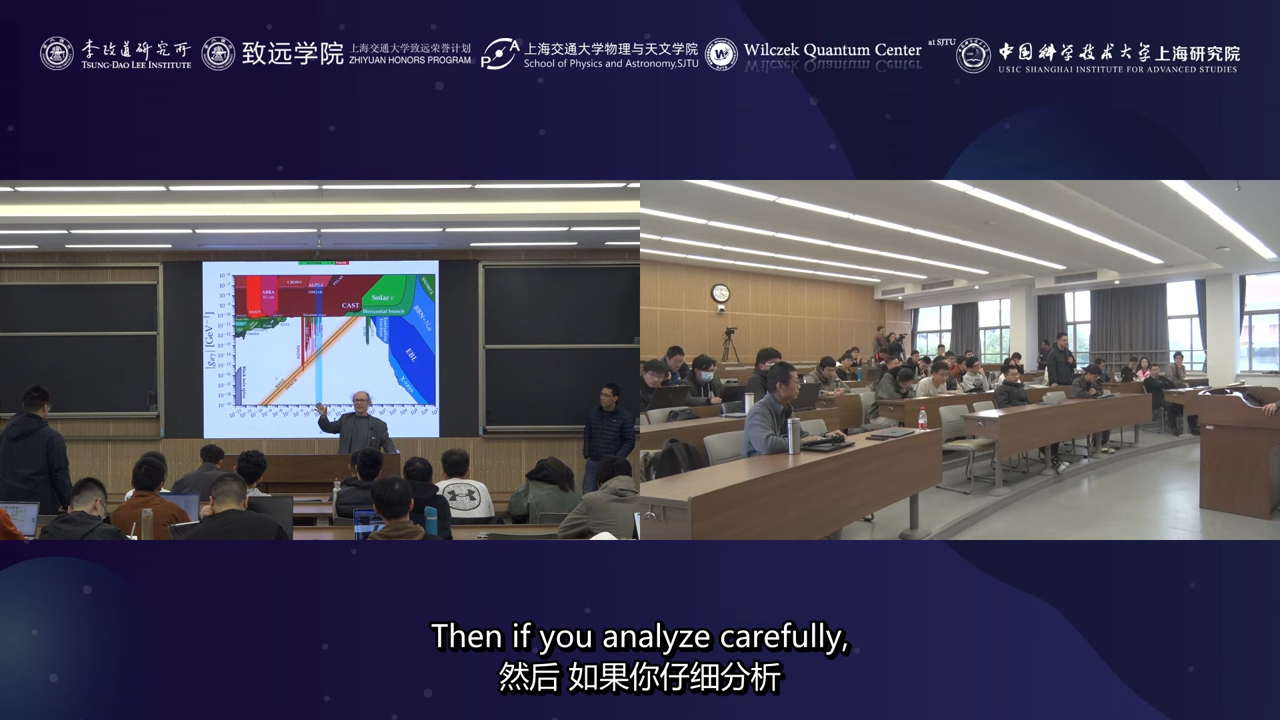 李政道研究所
TSUNG-DAO LEE INSTITUTE
致远学院
上海交通大学致远荣誉计划
ZHIYUAN HONORS PROGRAM
上海交通大学物理与天文学院
School of Physics and Astronomy,SJTU
Wilczek Quantum Center
at SJTU
中国科学技术大学上海研究院
USTC SHANGHAI INSTITUTE FOR ADVANCED STUDIES
CAST
Solar ν
Horizontal branch
EBL
X-rays
Then if you analyze carefully,
然后 如果你仔细分析